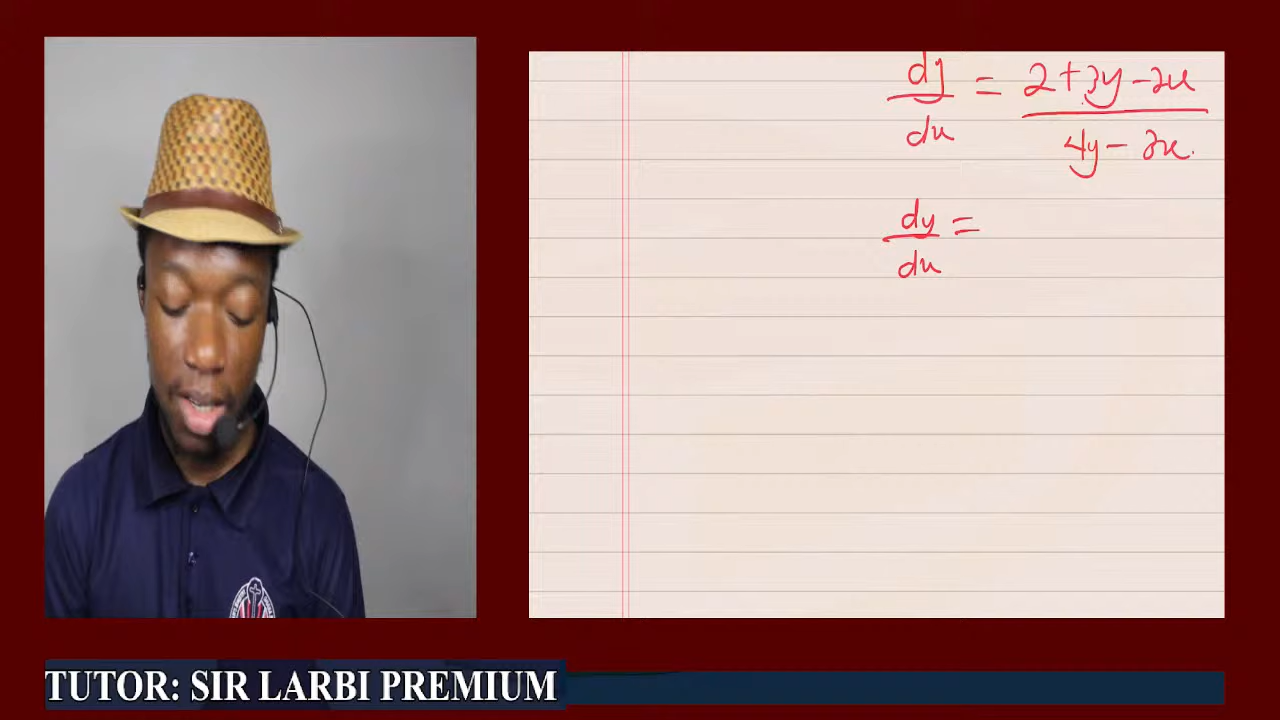 dy/dx = (2+3y-2x)/(4y-3x)
dy/dx =
TUTOR: SIR LARBI PREMIUM